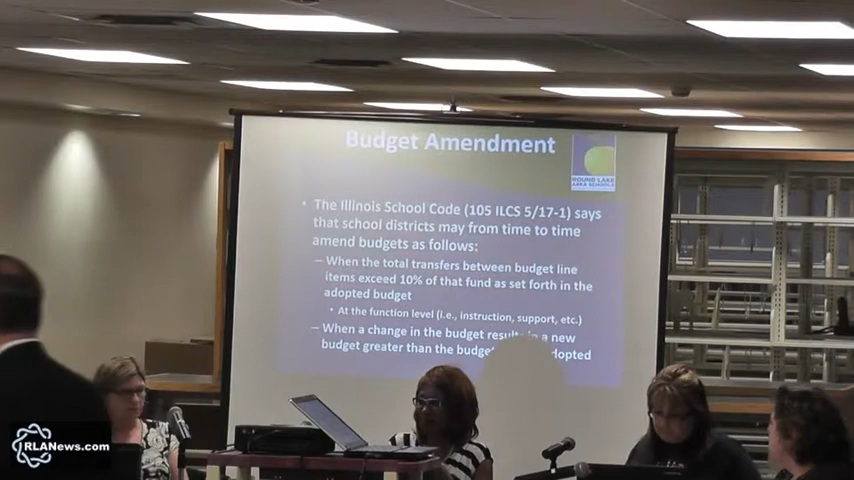 Budget Amendment
ROUND LAKE
AREA SCHOOLS
• The Illinois School Code (105 ILCS 5/17-1) says
that school districts may from time to time
amend budgets as follows:
– When the total transfers between budget line
items exceed 10% of that fund as set forth in the
adopted budget
• At the function level (i.e., instruction, support, etc.)
– When a change in the budget results in a new
budget greater than the budget adopted
IRLANews.com